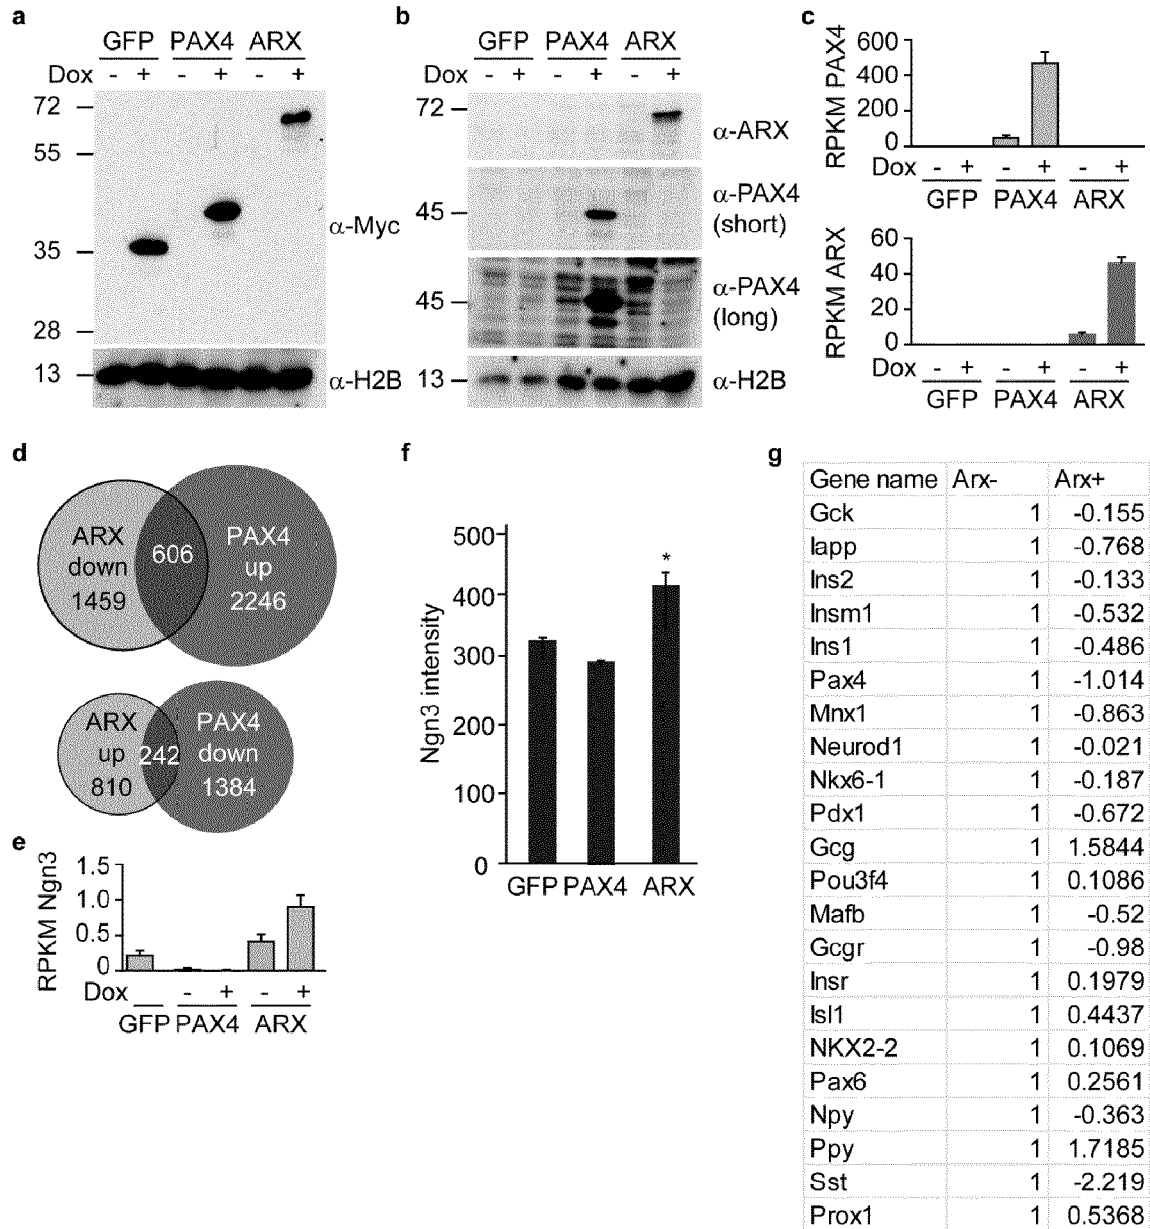 a
GFP PAX4 ARX
Dox - + - + - +
72
55
35
28
13
α-Myc
α-H2B
b
GFP PAX4 ARX
Dox - + - + - +
72
45
45
13
α-ARX
α-PAX4
(short)
α-PAX4
(long)
α-H2B
c
RPKM PAX4
600
400
200
0
Dox - + - + - +
GFP PAX4 ARX
RPKM ARX
60
40
20
0
Dox - + - + - +
GFP PAX4 ARX
d
ARX
down
1459
606
PAX4
up
2246
ARX
up
810
242
PAX4
down
1384
e
RPKM Ngn3
1.5
1.0
0.5
0
Dox - + - +
GFP PAX4 ARX
f
Ngn3 intensity
500
400
300
200
100
0
*
GFP PAX4 ARX
g
Gene name Arx- Arx+
Gck 1 -0.155
Iapp 1 -0.768
Ins2 1 -0.133
Insm1 1 -0.532
Ins1 1 -0.486
Pax4 1 -1.014
Mnx1 1 -0.863
Neurod1 1 -0.021
Nkx6-1 1 -0.187
Pdx1 1 -0.672
Gcg 1 1.5844
Pou3f4 1 0.1086
Mafb 1 -0.52
Gcgr 1 -0.98
Insr 1 0.1979
Isl1 1 0.4437
NKX2-2 1 0.1069
Pax6 1 0.2561
Npy 1 -0.363
Ppy 1 1.7185
Sst 1 -2.219
Prox1 1 0.5368